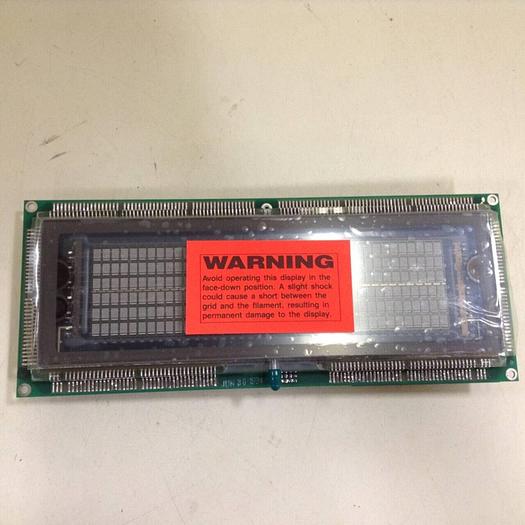 WARNING
Avoid operating this display in the
face-down position. A slight shock
could cause a short between the
grid and the filament, resulting in
permanent damage to the display.